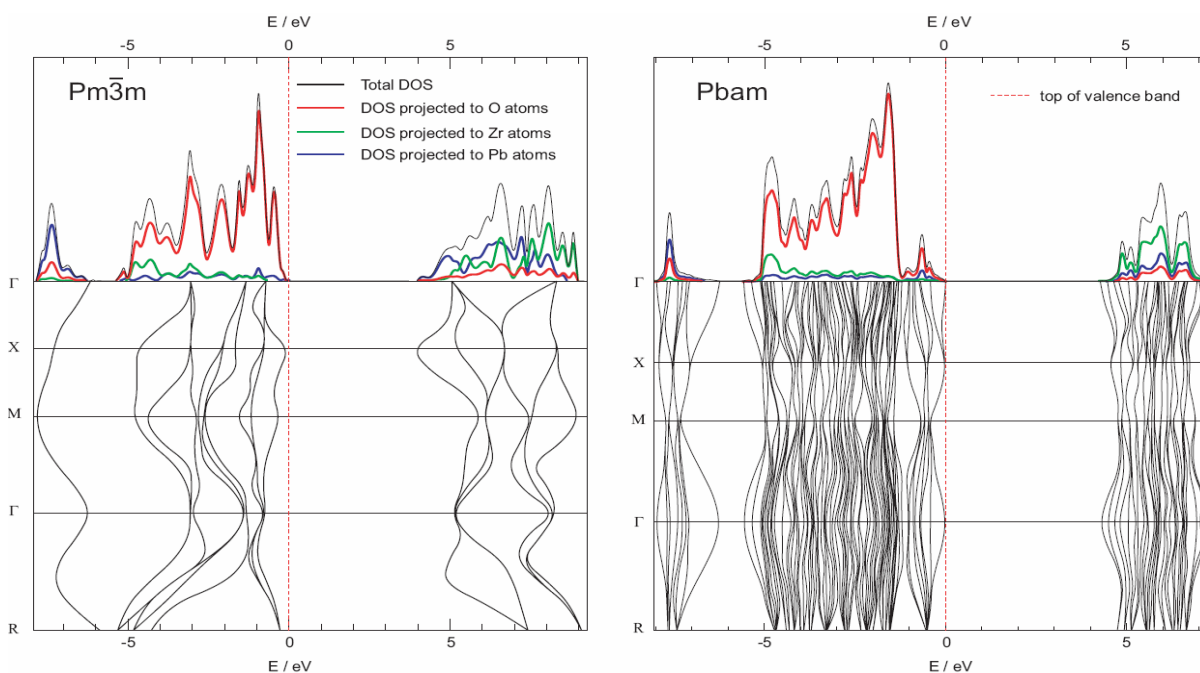 E / eV
-5 0 5
Pm3̅m
Total DOS
DOS projected to O atoms
DOS projected to Zr atoms
DOS projected to Pb atoms
Γ
X
M
Γ
R
-5 0 5
E / eV
E / eV
-5 0 5
Pbam
top of valence band
Γ
X
M
Γ
R
-5 0 5
E / eV